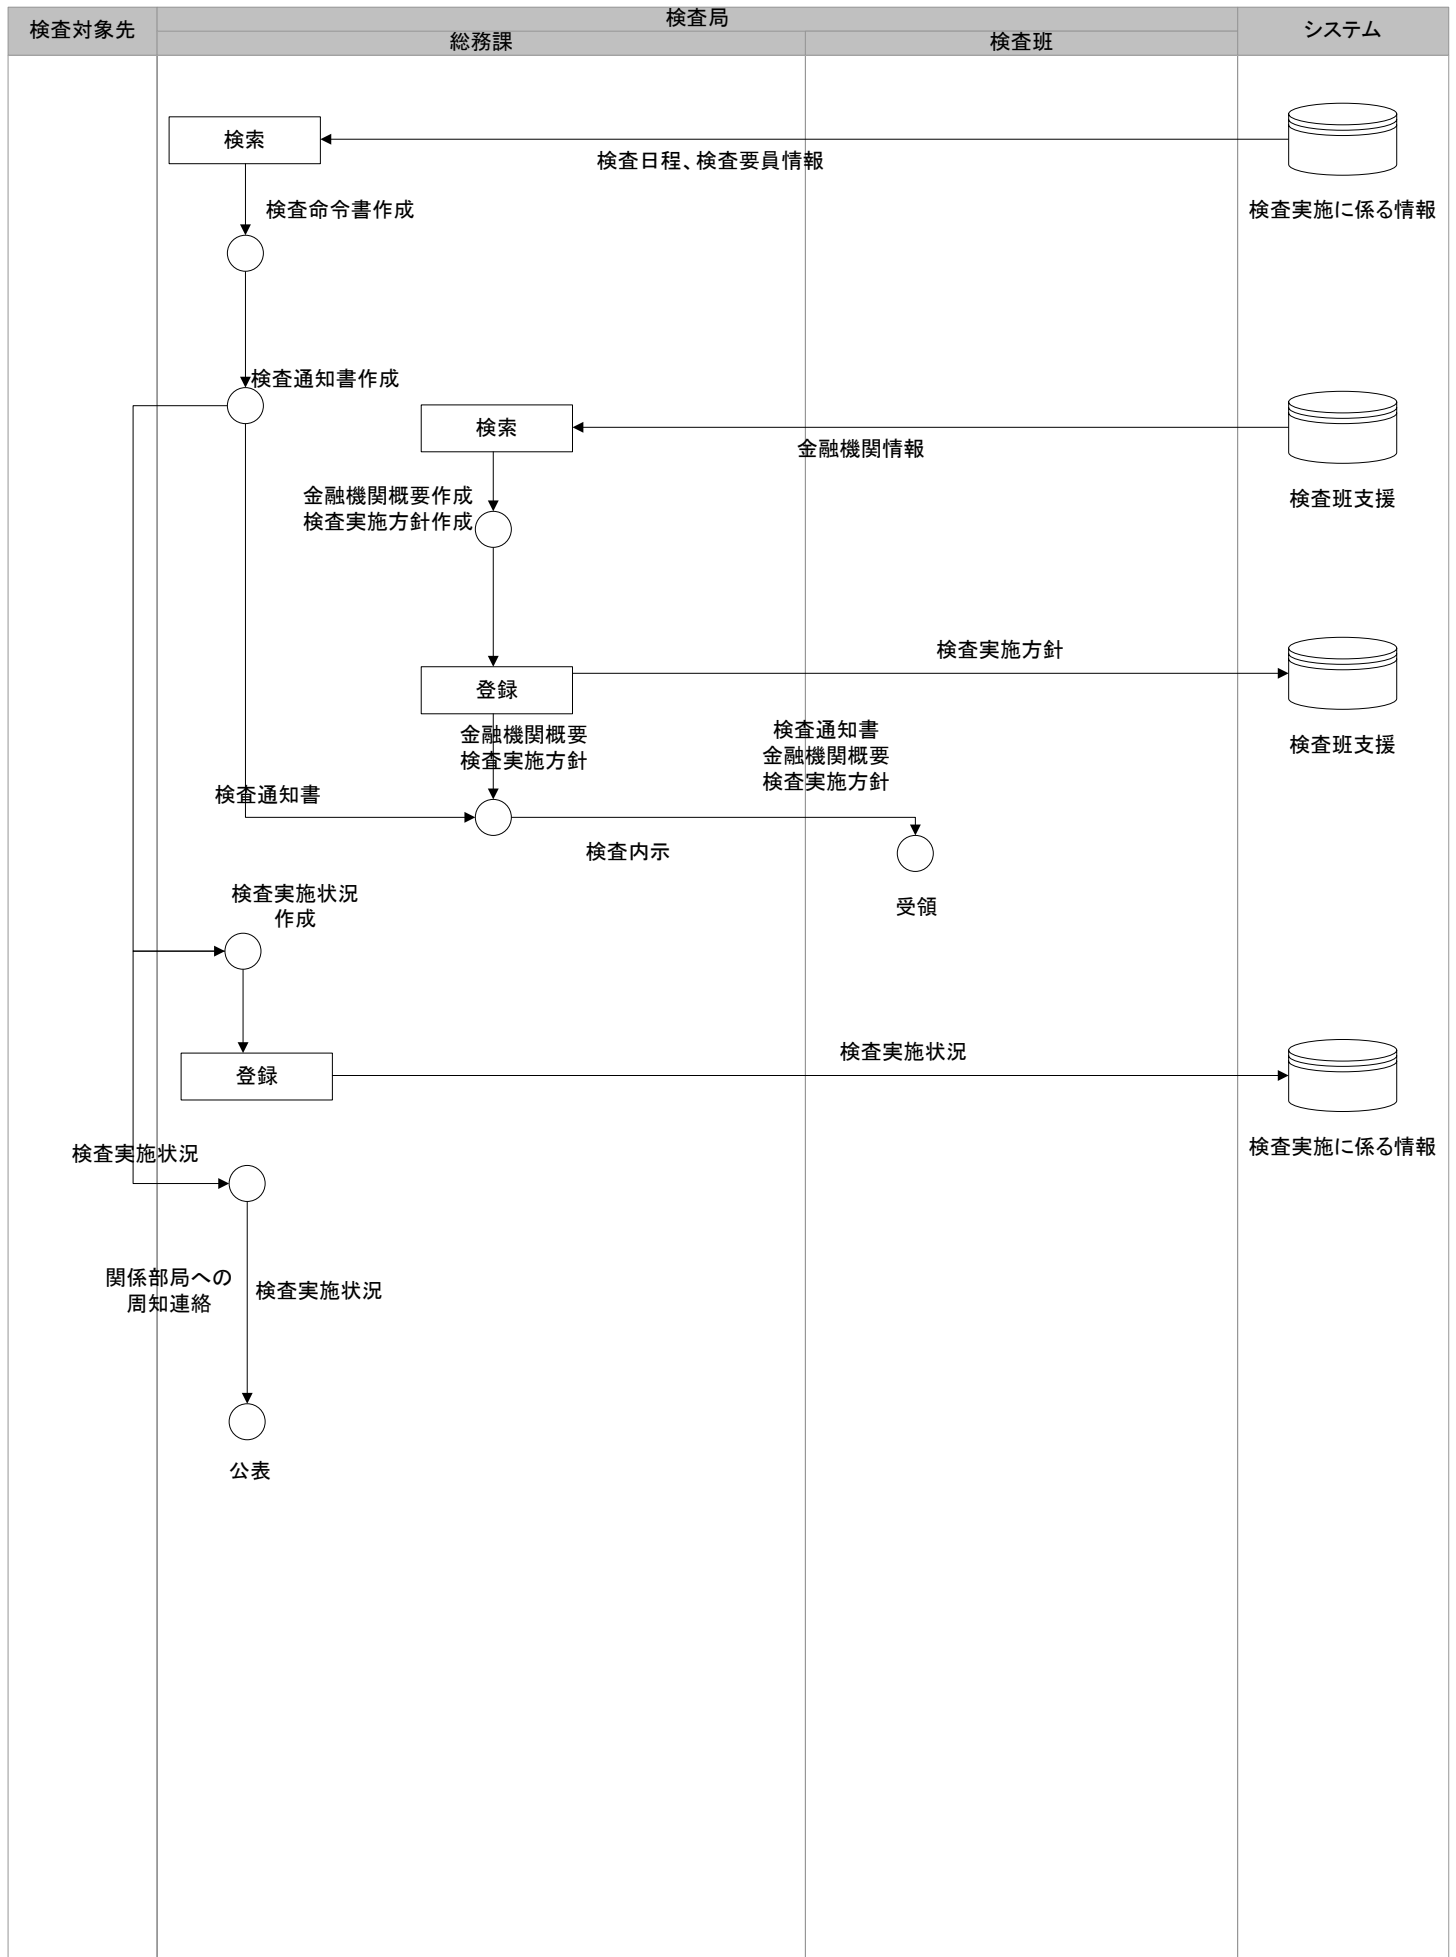 検査対象先
検査局
システム
総務課
検査班
検索
検査日程、検査要員情報
検査命令書作成
検査実施に係る情報
検査通知書作成
検索
金融機関情報
金融機関概要作成
検査実施方針作成
検査班支援
検査実施方針
登録
金融機関概要
検査実施方針
検査通知書
金融機関概要
検査実施方針
検査班支援
検査通知書
検査内示
受領
検査実施状況
作成
検査実施状況
登録
検査実施に係る情報
検査実施状況
関係部局への
周知連絡
検査実施状況
公表